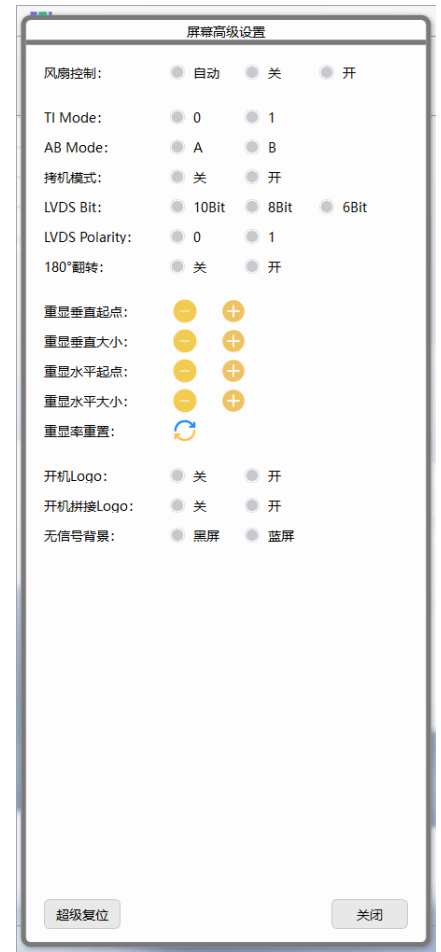 屏幕高级设置
风扇控制: 自动 关 开
TI Mode: 0 1
AB Mode: A B
拷机模式: 关 开
LVDS Bit: 10Bit 8Bit 6Bit
LVDS Polarity: 0 1
180°翻转: 关 开
重显垂直起点:
重显垂直大小:
重显水平起点:
重显水平大小:
重显率重置:
开机Logo: 关 开
开机拼接Logo: 关 开
无信号背景: 黑屏 蓝屏
超级复位 关闭